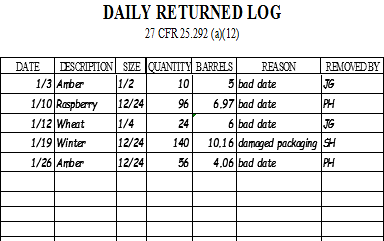 DAILY RETURNED LOG
27 CFR 25.292 (a)(12)
DATE DESCRIPTION SIZE QUANTITY BARRELS REASON REMOVED BY
1/3 Amber 1/2 10 5 bad date JG
1/10 Raspberry 12/24 96 6.97 bad date PH
1/12 Wheat 1/4 24 6 bad date JG
1/19 Winter 12/24 140 10.16 damaged packaging SH
1/26 Amber 12/24 56 4.06 bad date PH